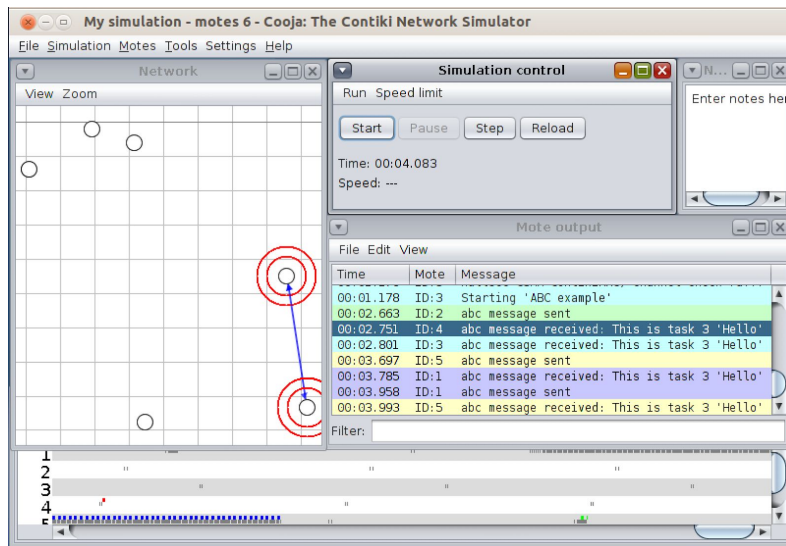 My simulation - motes 6 - Cooja: The Contiki Network Simulator
File Simulation Motes Tools Settings Help
Network
View Zoom
Simulation control
Run Speed limit
Start Pause Step Reload
Time: 00:04.083
Speed: ---
N...
Enter notes her
Mote output
File Edit View
Time Mote Message
00:01.178 ID:3 Starting 'ABC example'
00:02.663 ID:2 abc message sent
00:02.751 ID:4 abc message received: This is task 3 'Hello'
00:02.801 ID:3 abc message received: This is task 3 'Hello'
00:03.697 ID:5 abc message sent
00:03.785 ID:1 abc message received: This is task 3 'Hello'
00:03.958 ID:1 abc message sent
00:03.993 ID:5 abc message received: This is task 3 'Hello'
Filter:
1
2
3
4
5